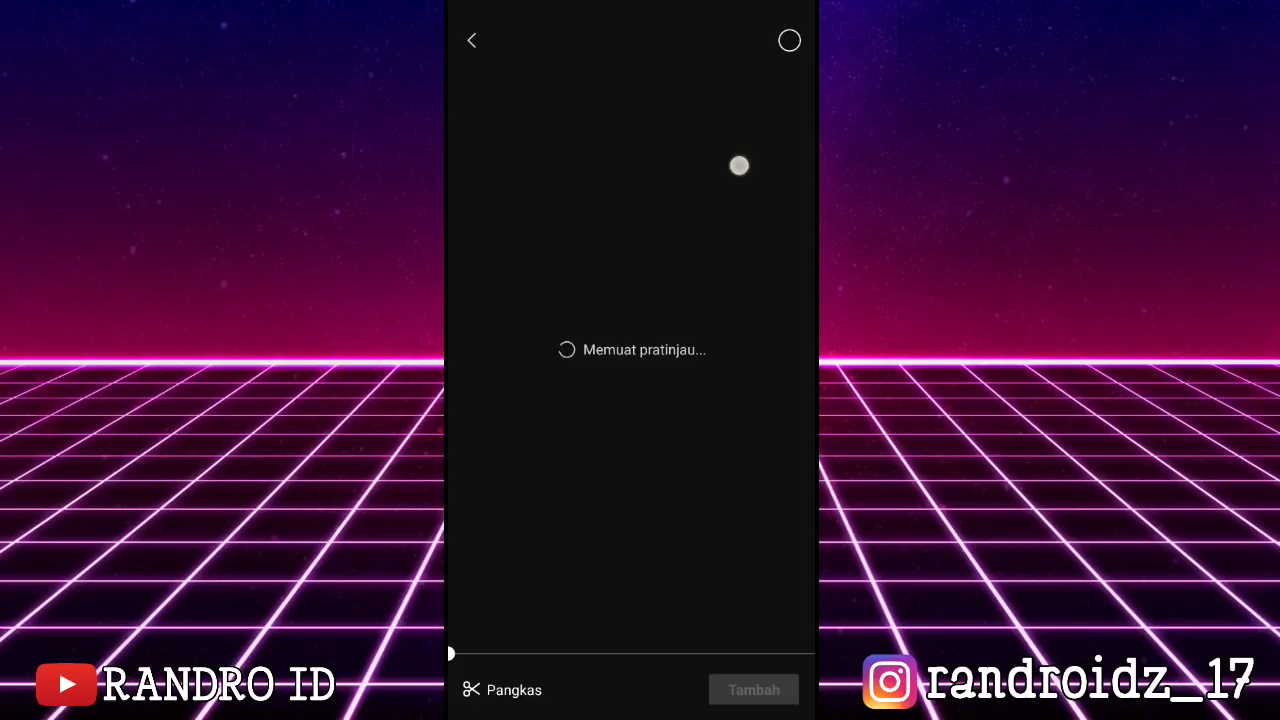 Memuat pratinjau...
Pangkas
Tambah
RANDRO ID
randroidz_17